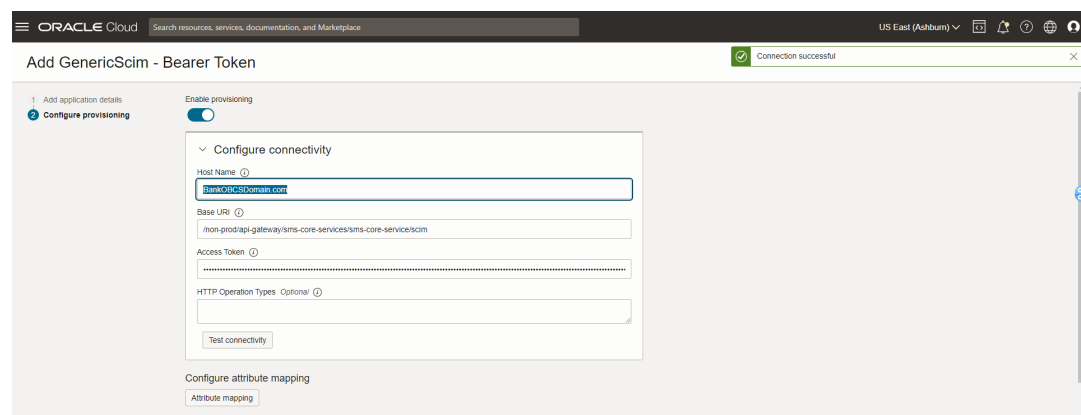 ORACLE Cloud
Search resources, services, documentation, and Marketplace
US East (Ashburn)
Add GenericScim - Bearer Token
Connection successful
1 Add application details
2 Configure provisioning
Enable provisioning
Configure connectivity
Host Name
BankOBCSDomain.com
Base URI
/non-prod/api-gateway/sms-core-services/sms-core-service/scim
Access Token
HTTP Operation Types Optional
Test connectivity
Configure attribute mapping
Attribute mapping